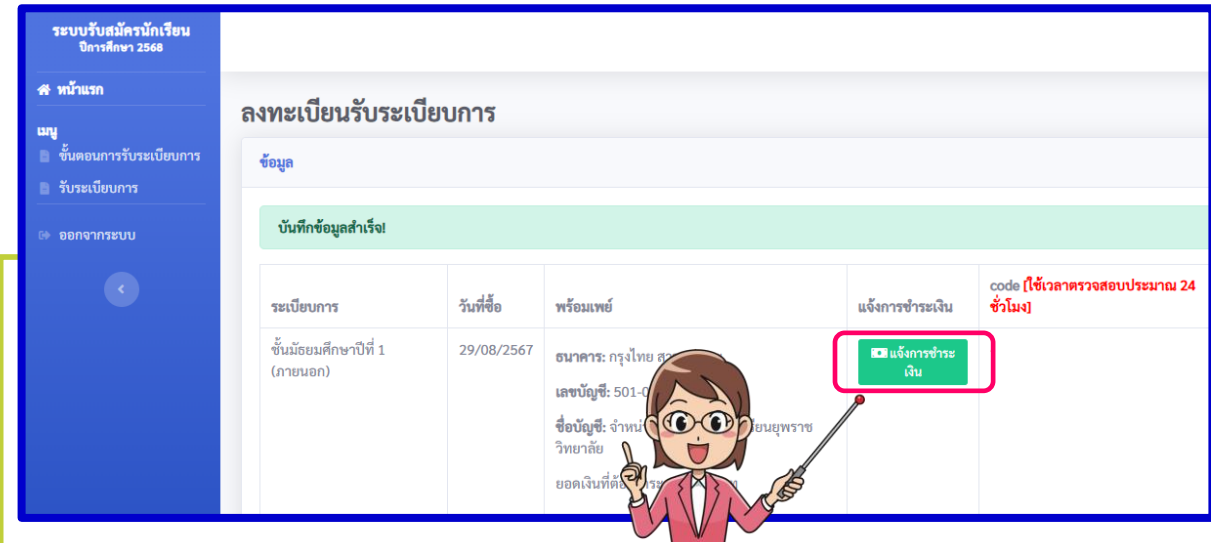 ระบบรับสมัครนักเรียน
ปีการศึกษา 2568
หน้าแรก
เมนู
ขั้นตอนการรับระเบียบการ
รับระเบียบการ
ออกจากระบบ
ลงทะเบียนรับระเบียบการ
ข้อมูล
บันทึกข้อมูลสำเร็จ!
ระเบียบการ
วันที่ซื้อ
พร้อมเพย์
แจ้งการชำระเงิน
code [ใช้เวลาตรวจสอบประมาณ 24
ชั่วโมง]
ชั้นมัธยมศึกษาปีที่ 1
(ภายนอก)
29/08/2567
ธนาคาร: กรุงไทย
เลขบัญชี: 501-0
ชื่อบัญชี: จำหน่
วิทยาลัย
ยอดเงินที่ต้
แจ้งการชำระ
เงิน